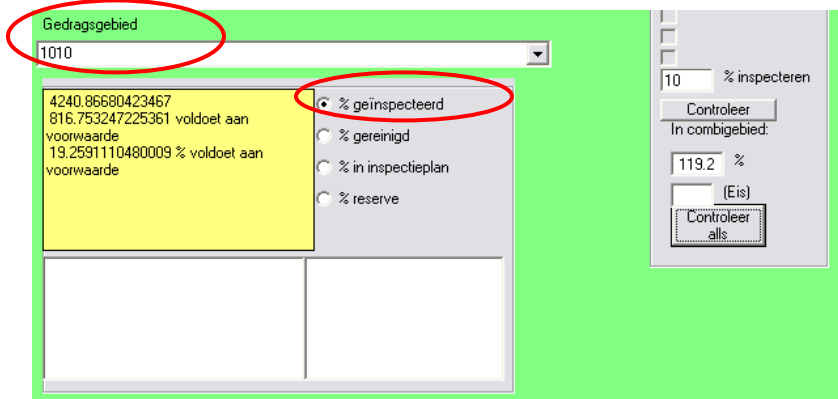 Gedragsgebied
1010
4240.86680423467
816.753247225361 voldoet aan
voorwaarde
19.2591110480009 % voldoet aan
voorwaarde
% geïnspecteerd
% gereinigd
% in inspectieplan
% reserve
10 % inspecteren
Controleer
In combigebied:
119.2 %
(Eis)
Controleer
alls